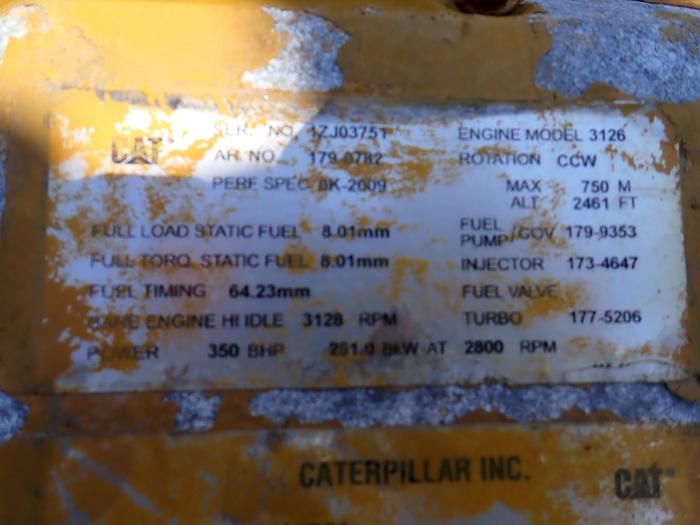 CAT
SER. NO. 1ZJ03751 ENGINE MODEL 3126
AR NO. 179-0782 ROTATION CCW
PERF SPEC 0K-2009 MAX ALT 750 M 2461 FT
FULL LOAD STATIC FUEL 8.01mm FUEL PUMP/GOV 179-9353
FULL TORQ STATIC FUEL 8.01mm INJECTOR 173-4647
FUEL TIMING 64.23mm FUEL VALVE
BARE ENGINE HI IDLE 3128 RPM TURBO 177-5206
POWER 350 BHP 261.0 BkW AT 2800 RPM
CATERPILLAR INC. CAT